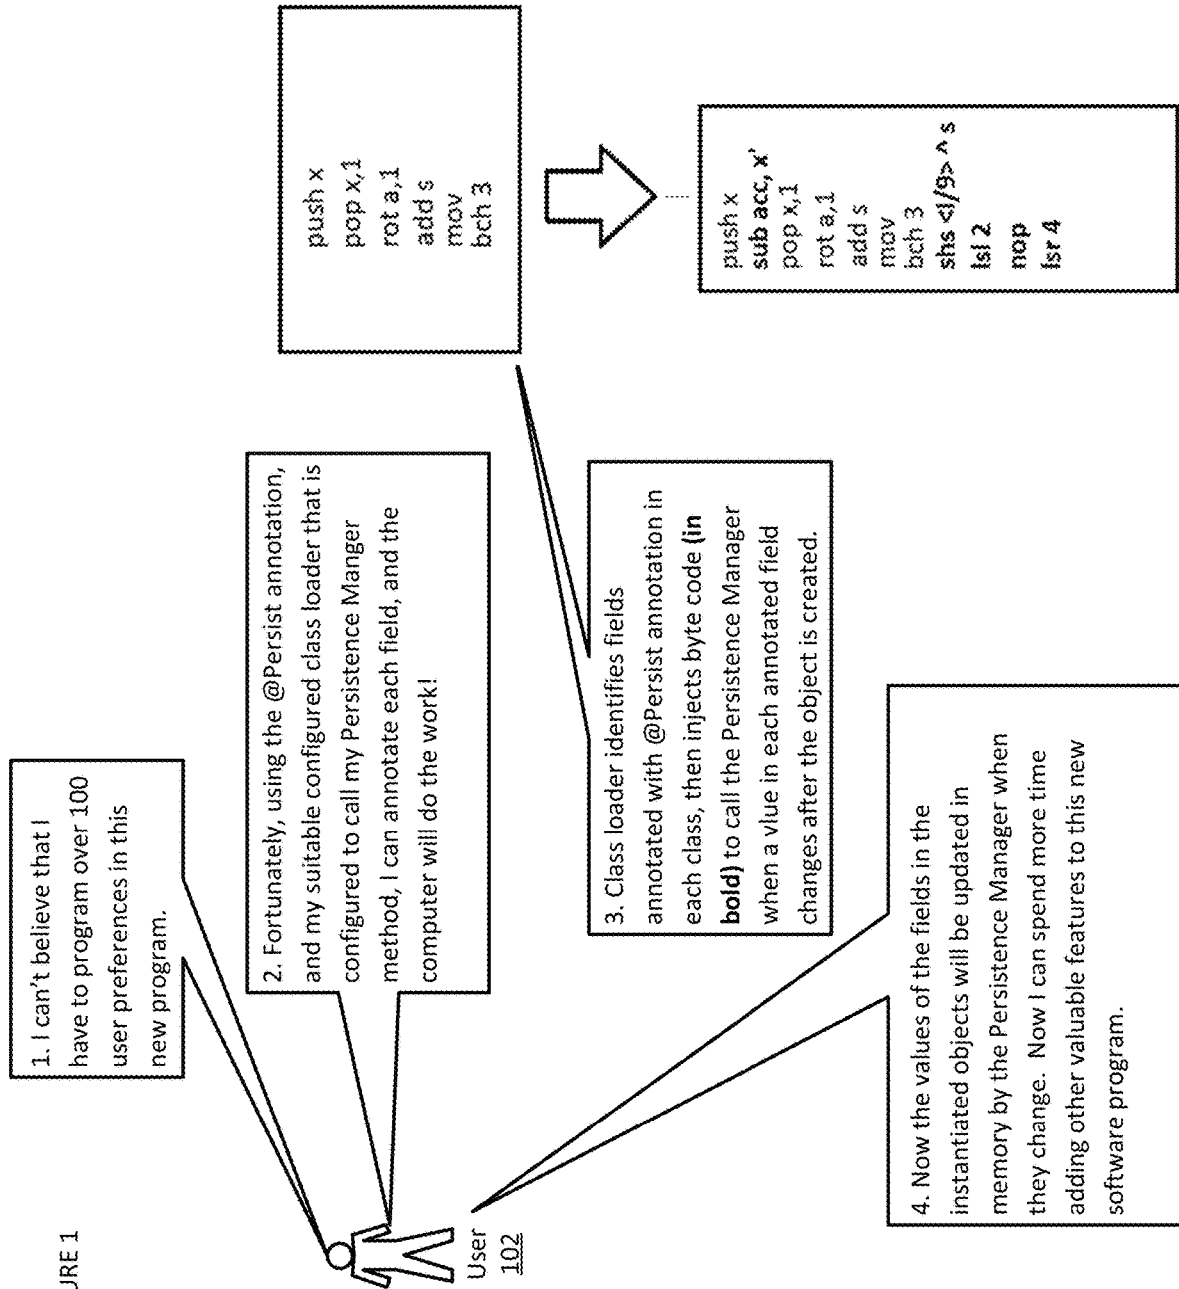 URE 1
1. I can't believe that I
have to program over 100
user preferences in this
new program.
2. Fortunately, using the @Persist annotation,
and my suitable configured class loader that is
configured to call my Persistence Manger
method, I can annotate each field, and the
computer will do the work!
User
102
3. Class loader identifies fields
annotated with @Persist annotation in
each class, then injects byte code (in
bold) to call the Persistence Manager
when a vlue in each annotated field
changes after the object is created.
4. Now the values of the fields in the
instantiated objects will be updated in
memory by the Persistence Manager when
they change. Now I can spend more time
adding other valuable features to this new
software program.
push x
pop x,1
rot a,1
add s
mov
bch 3
push x
sub acc, x'
pop x,1
rot a,1
add s
mov
bch 3
shs <l/9> ^ s
lsl 2
nop
lsr 4